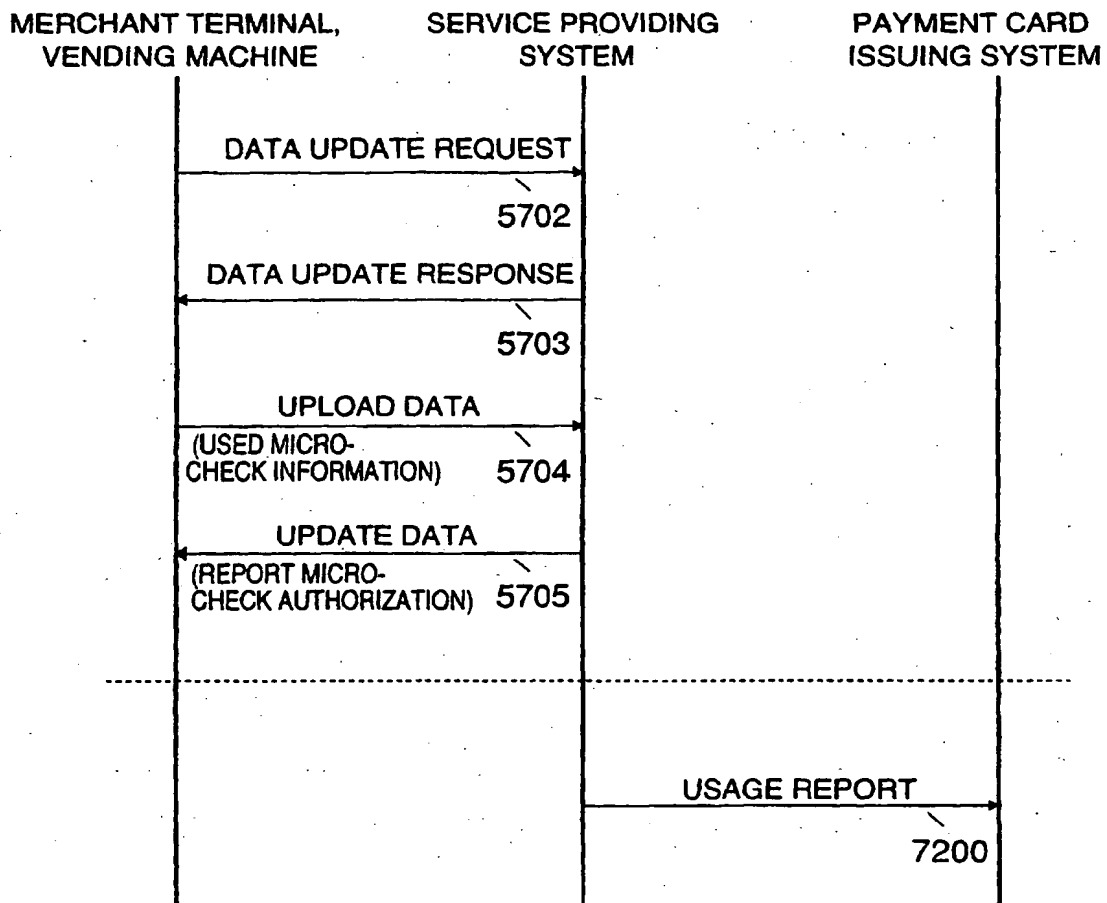 MERCHANT TERMINAL,
VENDING MACHINE
SERVICE PROVIDING
SYSTEM
PAYMENT CARD
ISSUING SYSTEM
DATA UPDATE REQUEST
5702
DATA UPDATE RESPONSE
5703
UPLOAD DATA
(USED MICRO-
CHECK INFORMATION)
5704
UPDATE DATA
(REPORT MICRO-
CHECK AUTHORIZATION)
5705
USAGE REPORT
7200